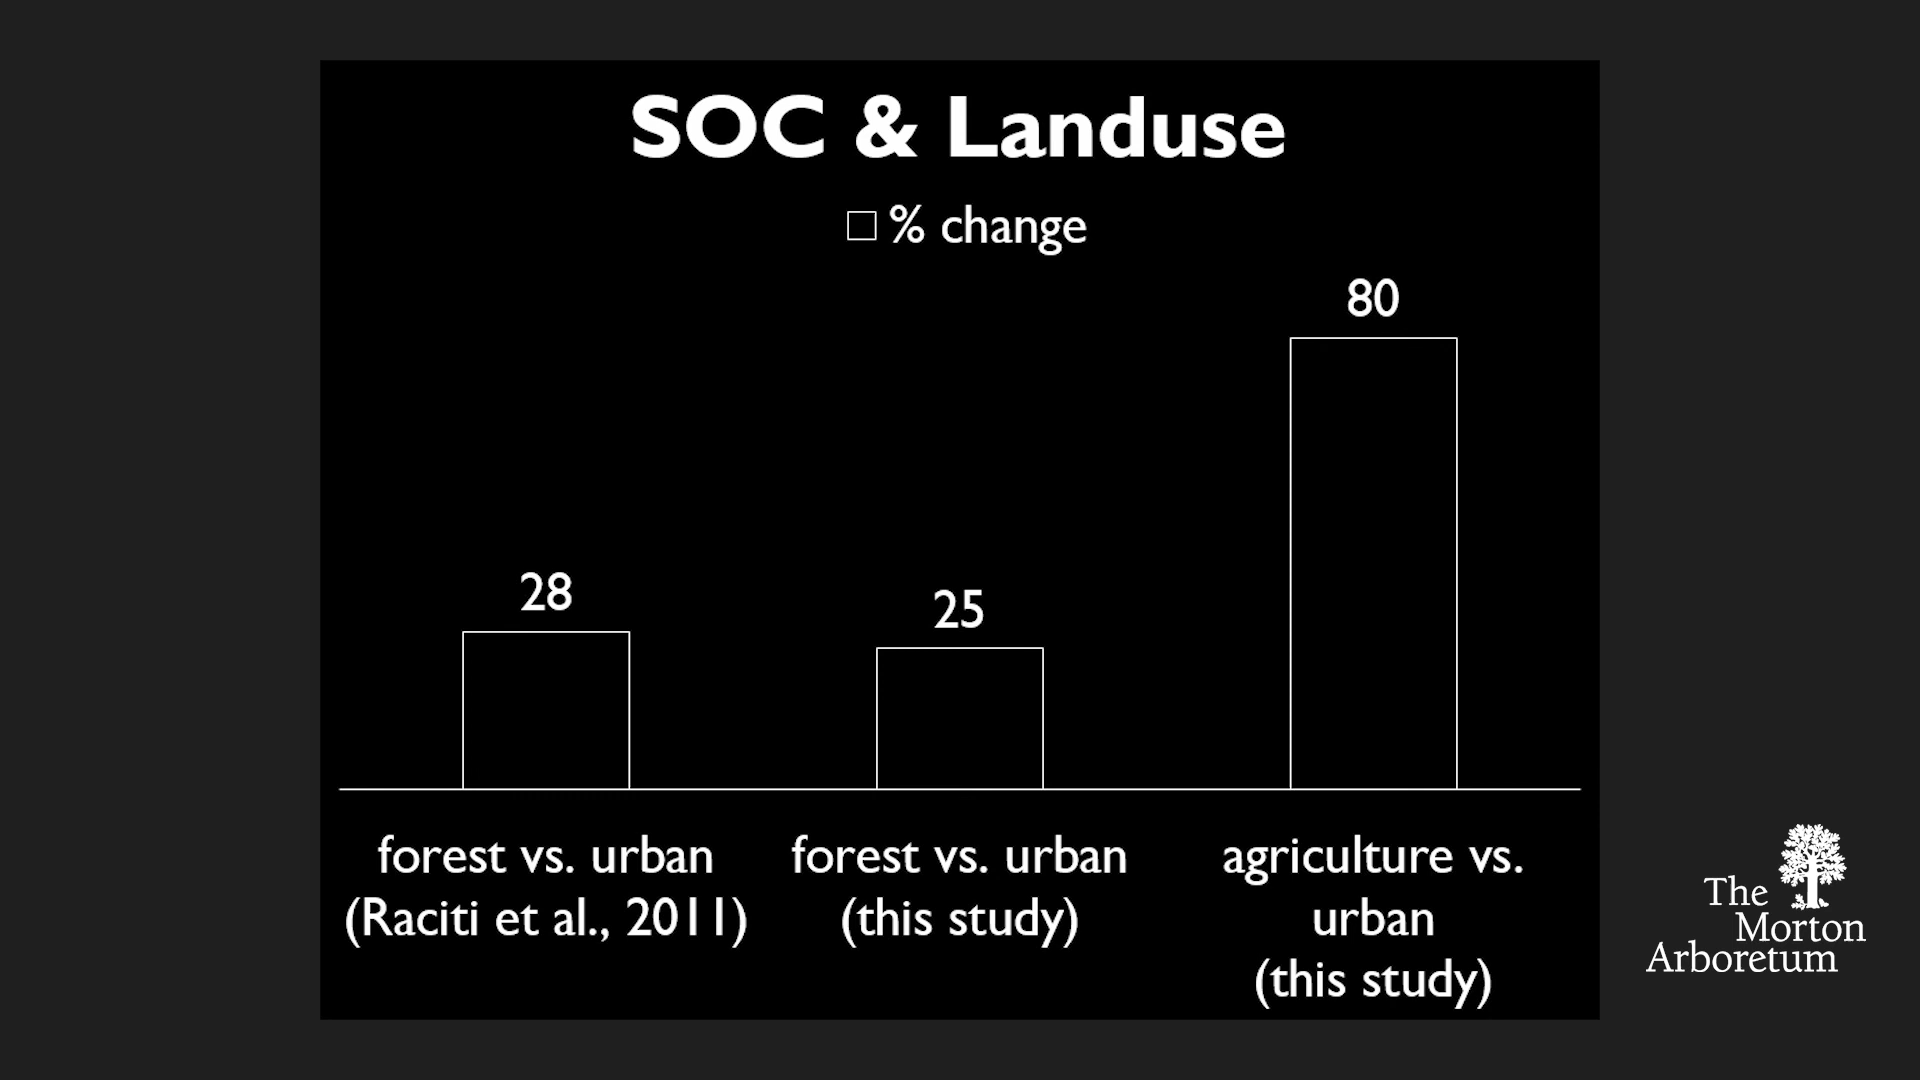 SOC & Landuse
% change
28
25
80
forest vs. urban
(Raciti et al., 2011)
forest vs. urban
(this study)
agriculture vs.
urban
(this study)
The
Morton
Arboretum